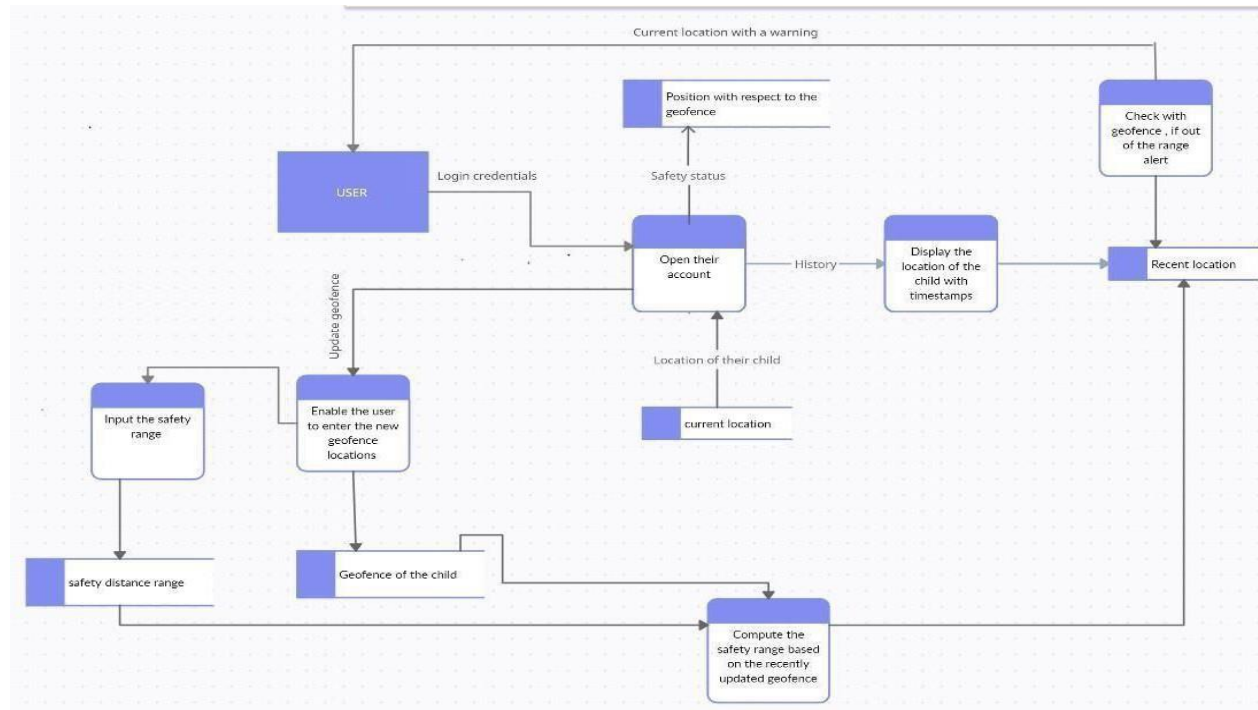 Current location with a warning
Position with respect to the
geofence
Check with
geofence , if out
of the range
alert
USER
Login credentials
Safety status
Open their
account
History
Display the
location of the
child with
timestamps
Recent location
Update geofence
Location of their child
current location
Input the safety
range
Enable the user
to enter the new
geofence
locations
safety distance range
Geofence of the child
Compute the
safety range based
on the recently
updated geofence